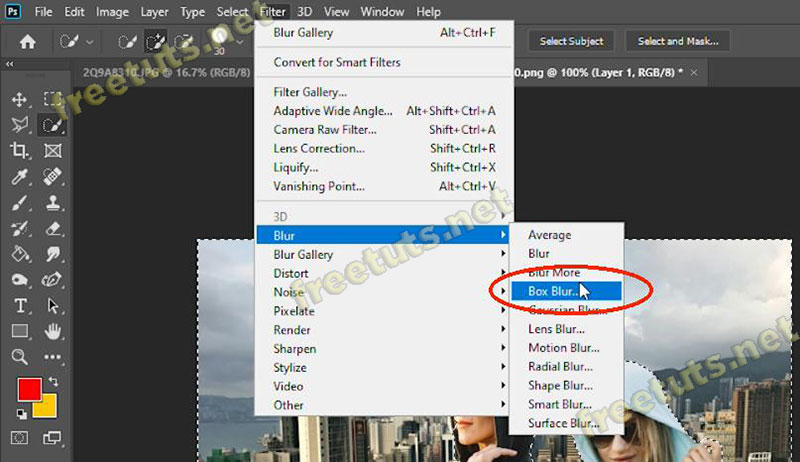 Ps File Edit Image Layer Type Select Filter 3D View Window Help
30 Select Subject Select and Mask...
2Q9A8310.JPG @ 16.7% (RGB/8) 0.png @ 100% (Layer 1, RGB/8) *
Blur Gallery Alt+Ctrl+F
Convert for Smart Filters
Filter Gallery...
Adaptive Wide Angle... Alt+Shift+Ctrl+A
Camera Raw Filter... Shift+Ctrl+A
Lens Correction... Shift+Ctrl+R
Liquify... Shift+Ctrl+X
Vanishing Point... Alt+Ctrl+V
3D
Blur
Blur Gallery
Distort
Noise
Pixelate
Render
Sharpen
Stylize
Video
Other
Average
Blur
Blur More
Box Blur...
Gaussian Blur...
Lens Blur...
Motion Blur...
Radial Blur...
Shape Blur...
Smart Blur...
Surface Blur...
freetuts.net
freetuts.net
freetuts.net